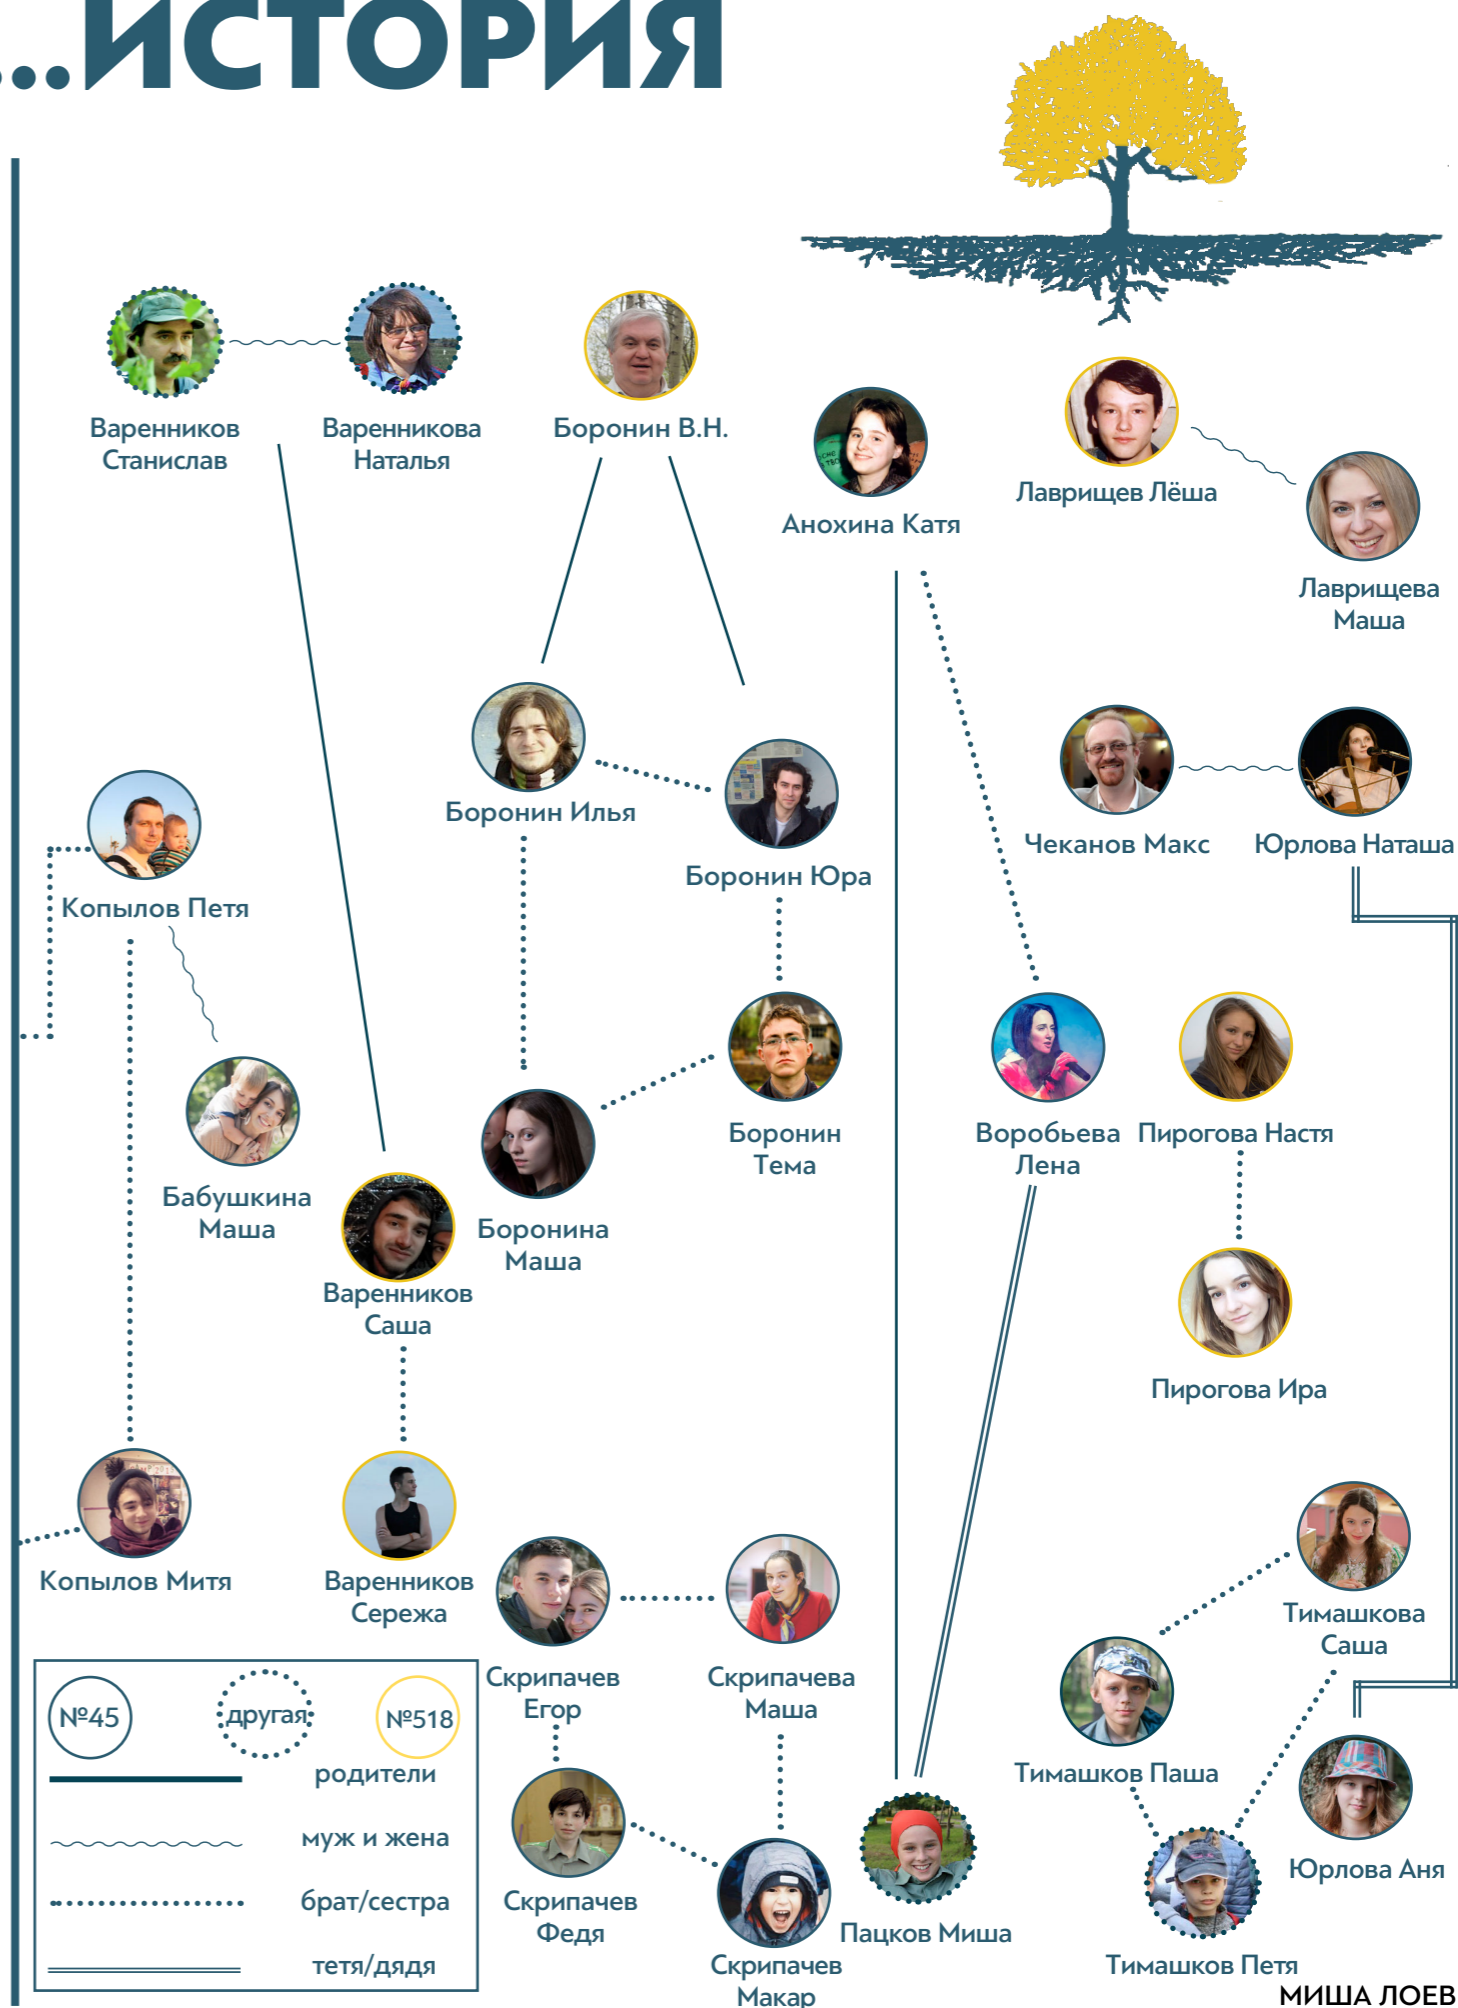 ...ИСТОРИЯ
Варенников
Станислав
Варенникова
Наталья
Боронин В.Н.
Анохина Катя
Лаврищев Лёша
Лаврищева
Маша
Боронин Илья
Боронин Юра
Чеканов Макс
Юрлова Наташа
Копылов Петя
Бабушкина
Маша
Варенников
Саша
Боронина
Маша
Боронин
Тема
Воробьева
Лена
Пирогова Настя
Пирогова Ира
Копылов Митя
Варенников
Сережа
Скрипачев
Егор
Скрипачева
Маша
Тимашкова
Саша
Тимашков Паша
Юрлова Аня
Скрипачев
Федя
Скрипачев
Макар
Пацков Миша
Тимашков Петя
№45
другая
№518
родители
муж и жена
брат/сестра
тетя/дядя
МИША ЛОЕВ